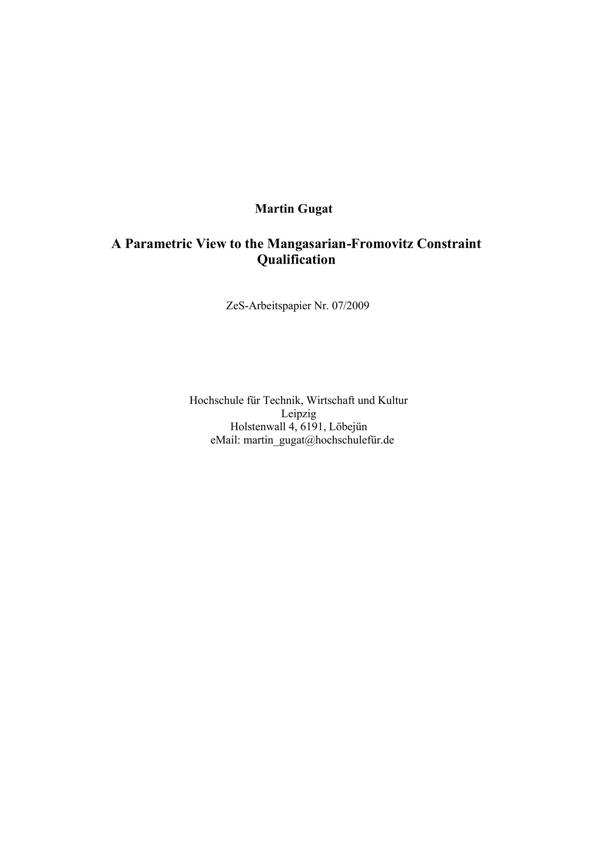 Martin Gugat
A Parametric View to the Mangasarian-Fromovitz Constraint
Qualification
ZeS-Arbeitspapier Nr. 07/2009
Hochschule für Technik, Wirtschaft und Kultur
Leipzig
Holstenwall 4, 6191, Löbejün
eMail: martin_gugat@hochschulefür.de